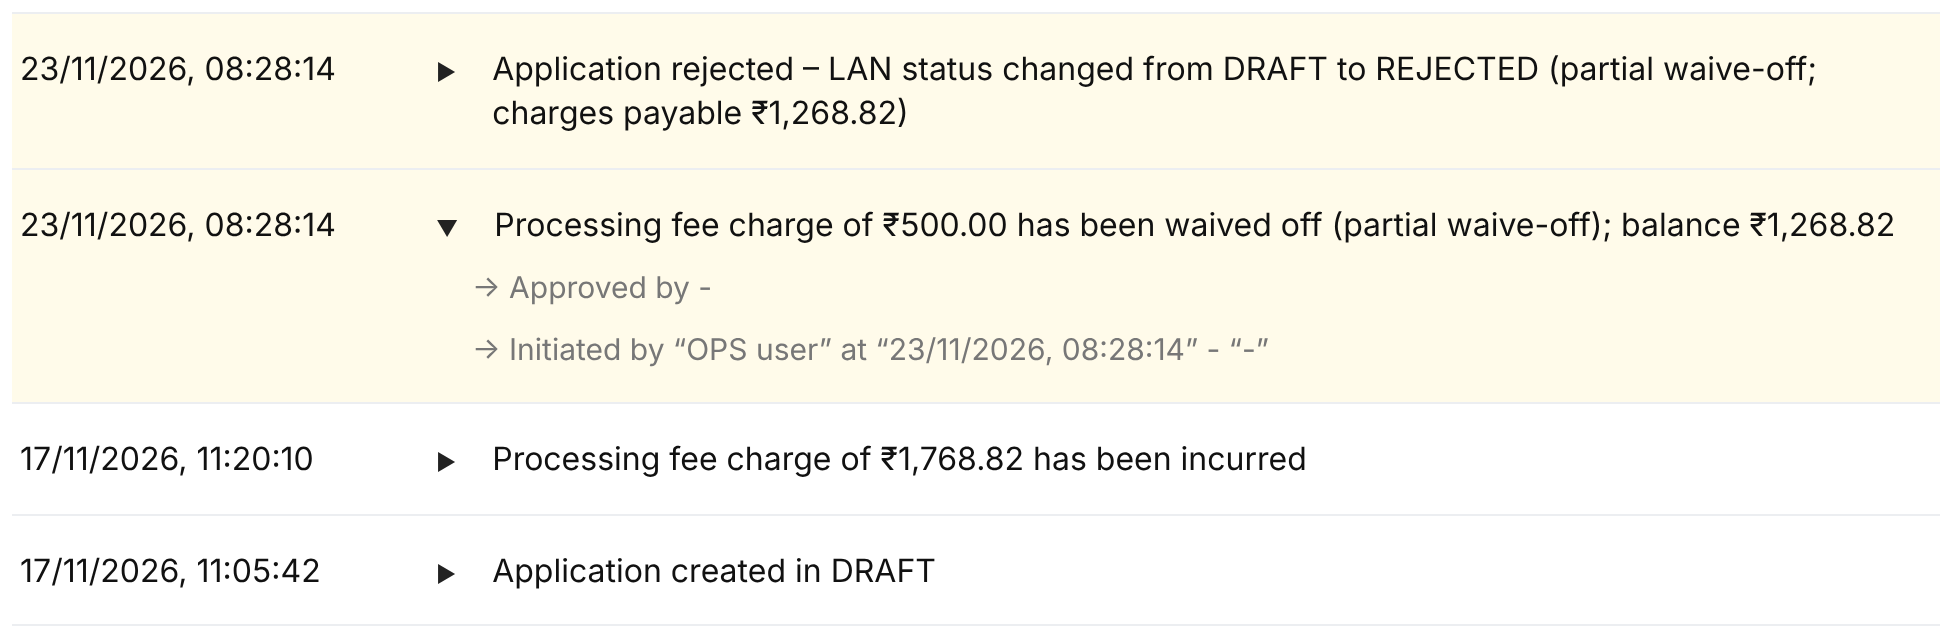 23/11/2026, 08:28:14 ▶ Application rejected – LAN status changed from DRAFT to REJECTED (partial waive-off;
charges payable ₹1,268.82)
23/11/2026, 08:28:14 ▼ Processing fee charge of ₹500.00 has been waived off (partial waive-off); balance ₹1,268.82
→ Approved by -
→ Initiated by “OPS user” at “23/11/2026, 08:28:14” - “-”
17/11/2026, 11:20:10 ▶ Processing fee charge of ₹1,768.82 has been incurred
17/11/2026, 11:05:42 ▶ Application created in DRAFT